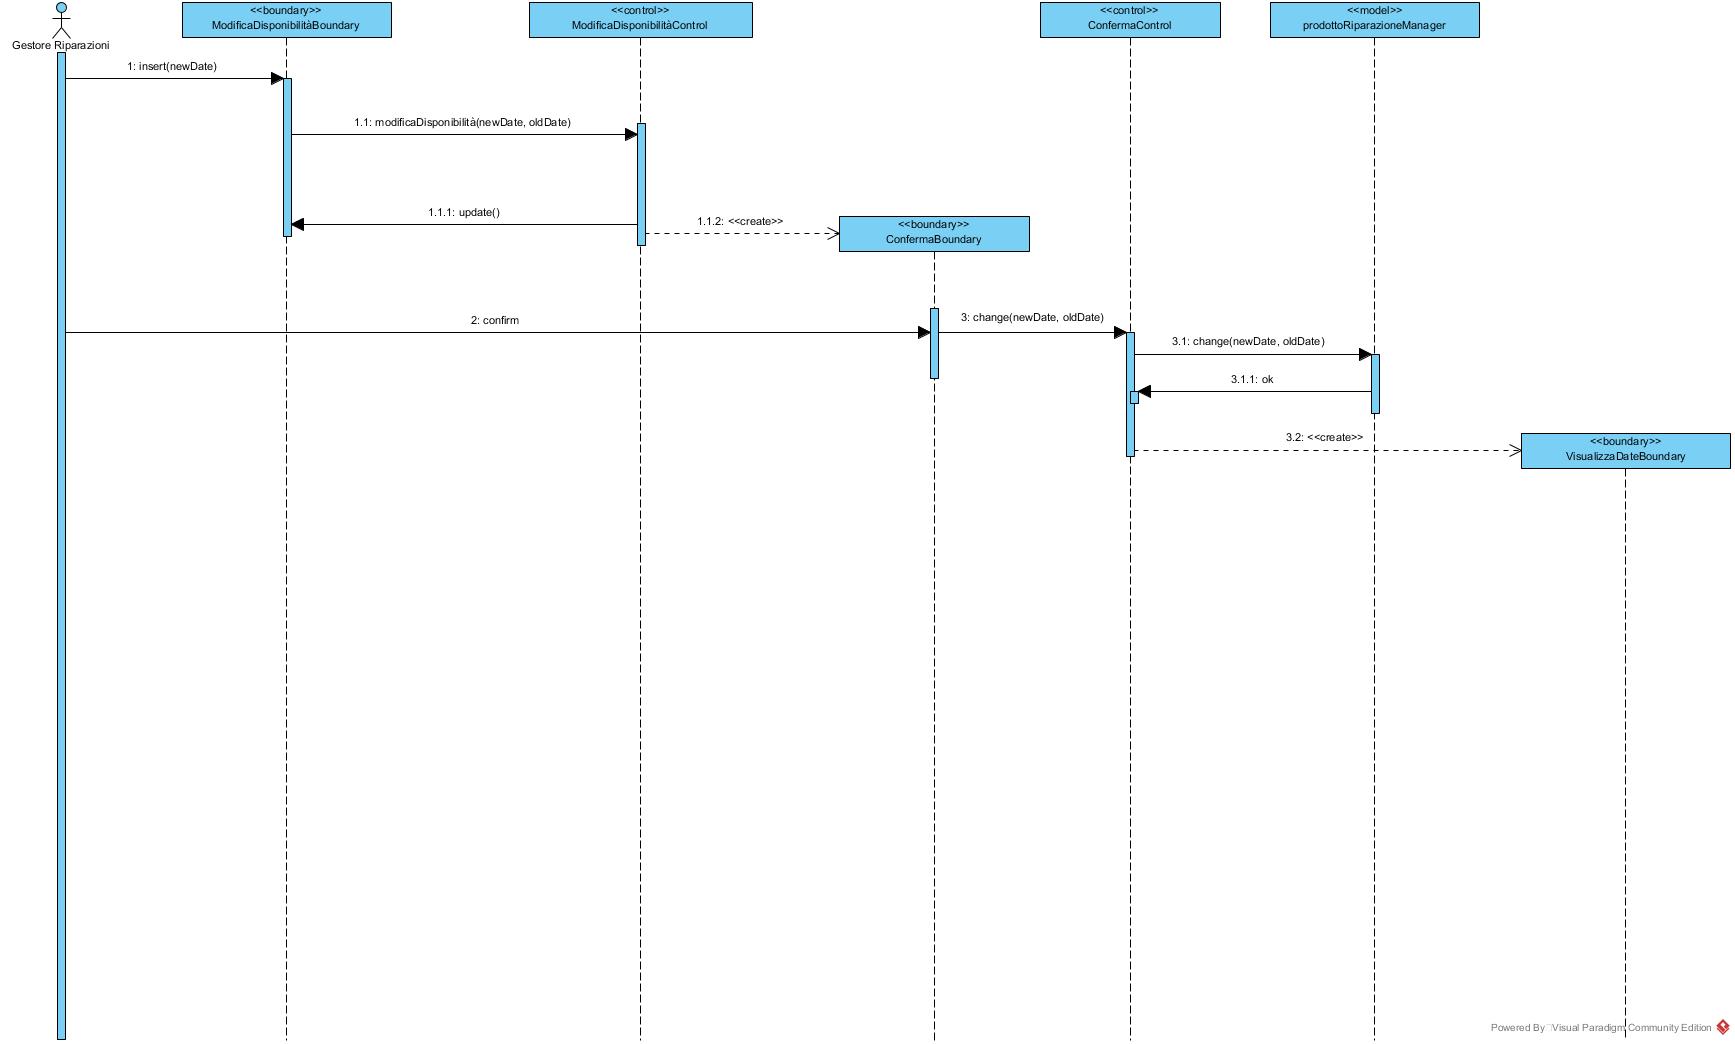 <<boundary>>
ModificaDisponibilitàBoundary
<<control>>
ModificaDisponibilitàControl
<<control>>
ConfermaControl
<<model>>
prodottoRiparazioneManager
Gestore Riparazioni
1: insert(newDate)
1.1: modificaDisponibilità(newDate, oldDate)
1.1.1: update()
1.1.2: <<create>>
<<boundary>>
ConfermaBoundary
2: confirm
3: change(newDate, oldDate)
3.1: change(newDate, oldDate)
3.1.1: ok
3.2: <<create>>
<<boundary>>
VisualizzaDateBoundary
Powered By Visual Paradigm Community Edition